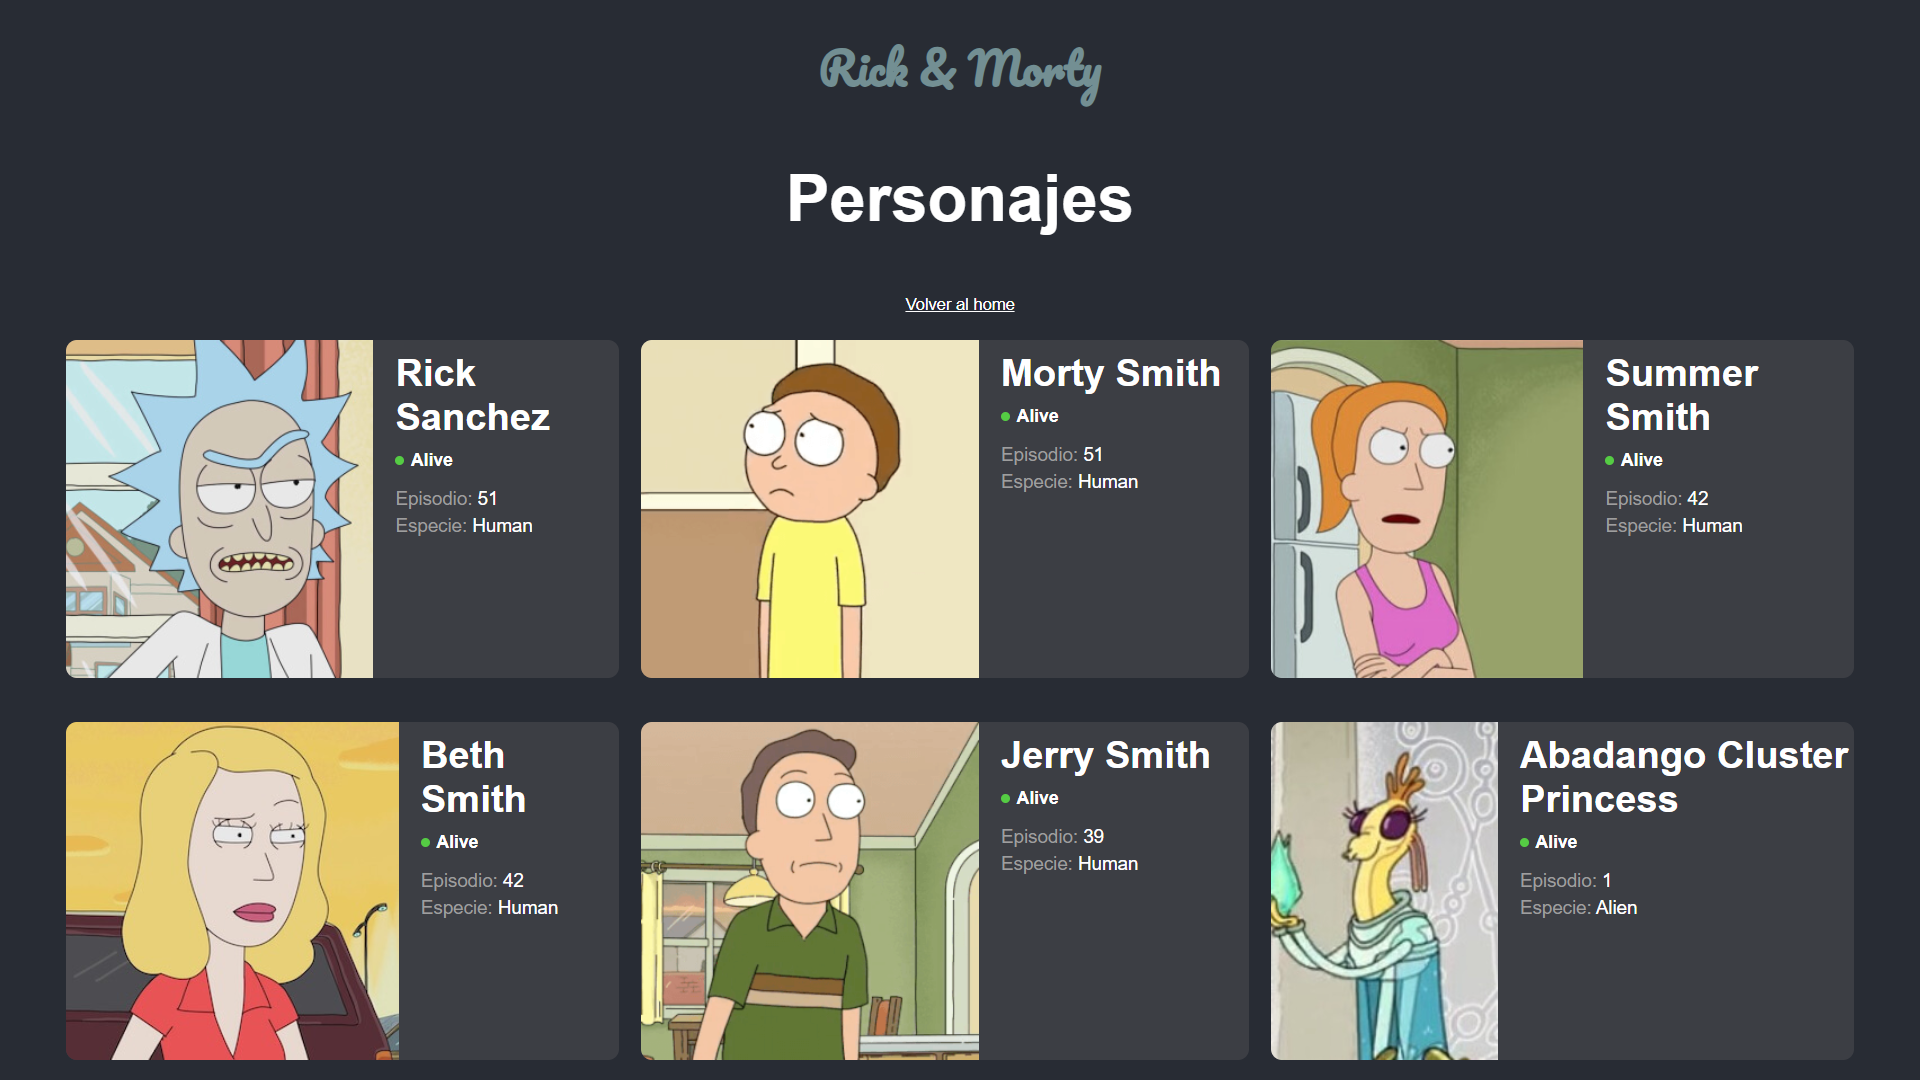 Rick & Morty
Personajes
Volver al home
Rick
Sanchez
Alive
Episodio: 51
Especie: Human
Morty Smith
Alive
Episodio: 51
Especie: Human
Summer
Smith
Alive
Episodio: 42
Especie: Human
Beth
Smith
Alive
Episodio: 42
Especie: Human
Jerry Smith
Alive
Episodio: 39
Especie: Human
Abadango Cluster
Princess
Alive
Episodio: 1
Especie: Alien